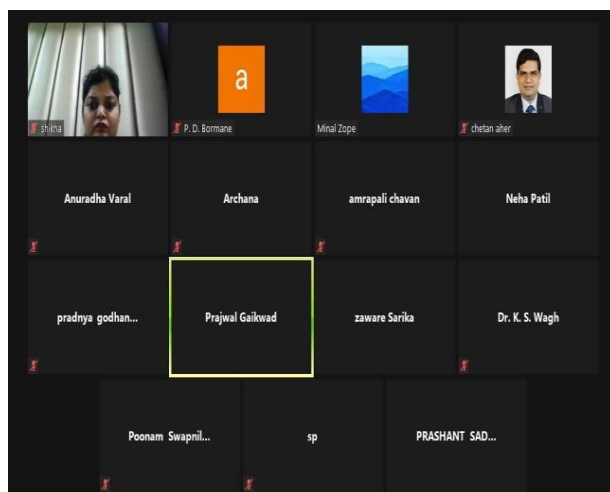 a
shikha
P. D. Bormane
Minal Zope
chetan aher
Anuradha Varal
Archana
amrapali chavan
Neha Patil
pradnya godhan...
Prajwal Gaikwad
zaware Sarika
Dr. K. S. Wagh
Poonam Swapnil...
sp
PRASHANT SAD...